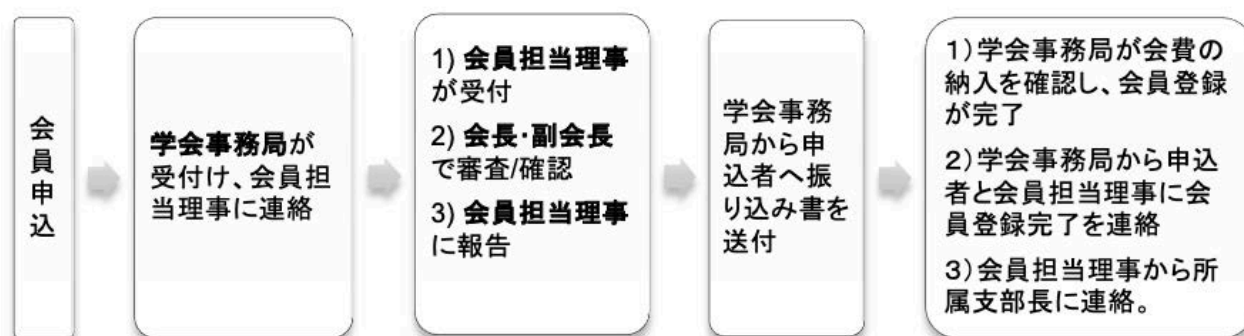 会員申込
学会事務局が
受付け、会員担
当理事に連絡
1) 会員担当理事
が受付
2) 会長・副会長
で審査/確認
3) 会員担当理事
に報告
学会事務
局から申
込者へ振
り込み書を
送付
1)学会事務局が会費の
納入を確認し、会員登録
が完了
2)学会事務局から申込
者と会員担当理事に会
員登録完了を連絡
3)会員担当理事から所
属支部長に連絡。